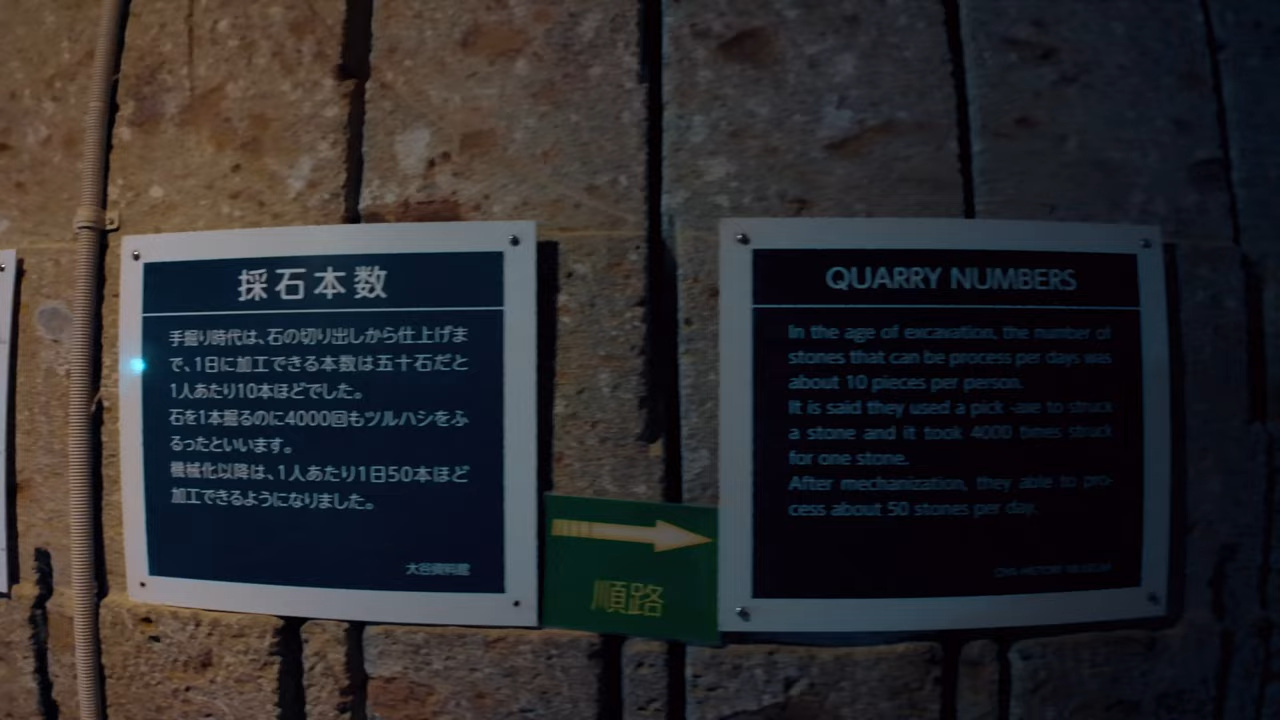 採石本数
手掘り時代は、石の切り出しから仕上げま
で、1日に加工できる本数は五十石だと
1人あたり10本ほどでした。
石を1本掘るのに4000回もツルハシをふ
るったといいます。
機械化以降は、1人あたり1日50本ほど
加工できるようになりました。
大谷資料館
順路
QUARRY NUMBERS
In the age of excavation, the number of
stones that can be process per days was
about 10 pieces per person.
It is said they used a pick -axe to struck
a stone and it took 4000 times struck
for one stone.
After mechanization, they able to pro-
cess about 50 stones per day.
OYA HISTORY MUSEUM